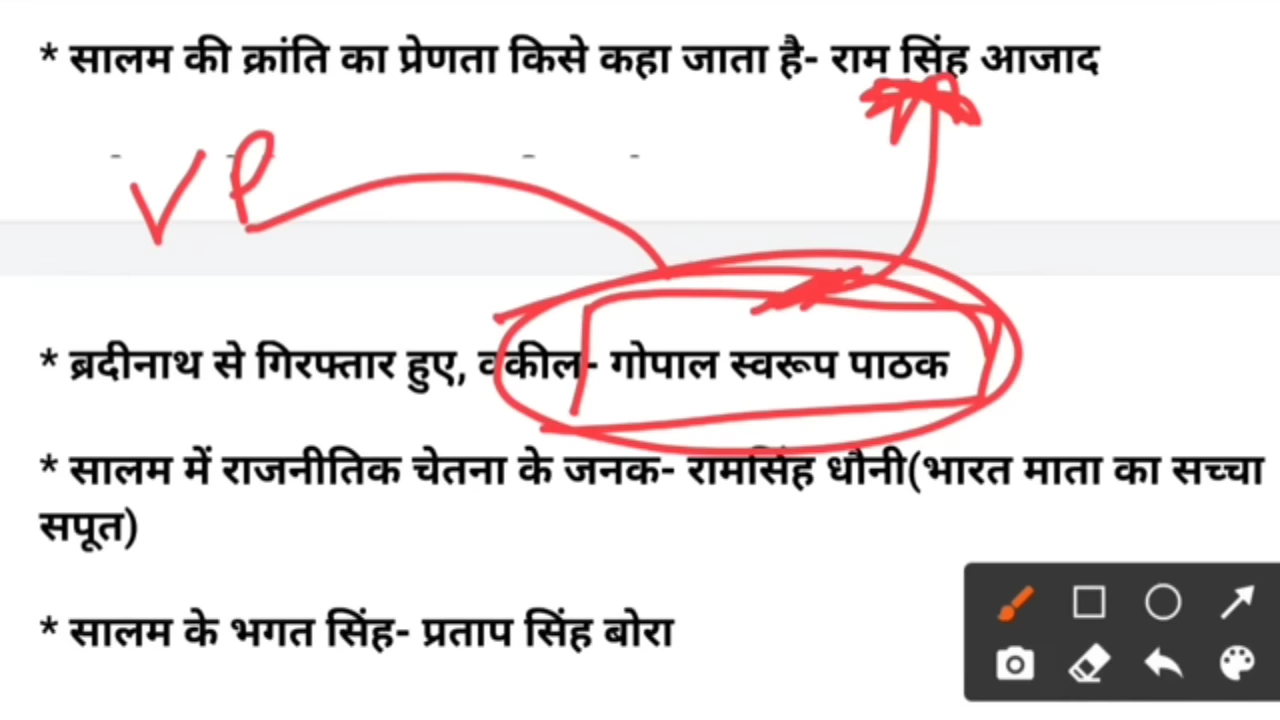 * सालम की क्रांति का प्रेणता किसे कहा जाता है- राम सिंह आजाद
VP
* ब्रदीनाथ से गिरफ्तार हुए, वकील- गोपाल स्वरूप पाठक
* सालम में राजनीतिक चेतना के जनक- रामसिंह धौनी(भारत माता का सच्चा
सपूत)
* सालम के भगत सिंह- प्रताप सिंह बोरा